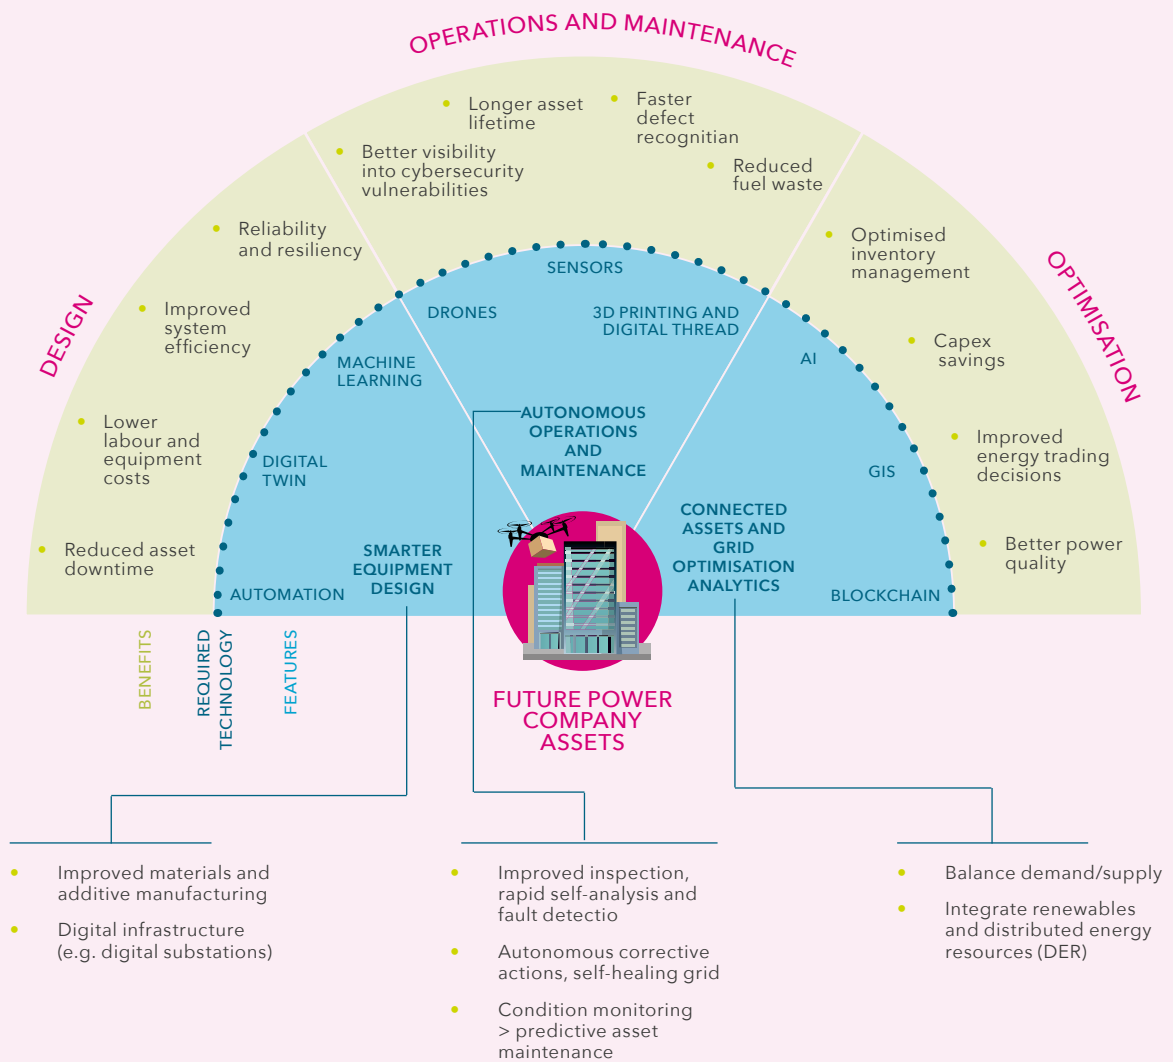 OPERATIONS AND MAINTENANCE
DESIGN
OPTIMISATION
Longer asset
lifetime
Faster
defect
recognitian
Better visibility
into cybersecurity
vulnerabilities
Reduced
fuel waste
Reliability
and resiliency
Improved
system
efficiency
Lower
labour and
equipment
costs
Reduced asset
downtime
Optimised
inventory
management
Capex
savings
Improved
energy trading
decisions
Better power
quality
SENSORS
DRONES
3D PRINTING AND
DIGITAL THREAD
MACHINE
LEARNING
DIGITAL
TWIN
AUTOMATION
AI
GIS
BLOCKCHAIN
AUTONOMOUS
OPERATIONS
AND
MAINTENANCE
SMARTER
EQUIPMENT
DESIGN
CONNECTED
ASSETS AND
GRID
OPTIMISATION
ANALYTICS
BENEFITS
REQUIRED
TECHNOLOGY
FEATURES
FUTURE POWER
COMPANY
ASSETS
Improved materials and
additive manufacturing
Digital infrastructure
(e.g. digital substations)
Improved inspection,
rapid self-analysis and
fault detectio
Autonomous corrective
actions, self-healing grid
Condition monitoring
> predictive asset
maintenance
Balance demand/supply
Integrate renewables
and distributed energy
resources (DER)